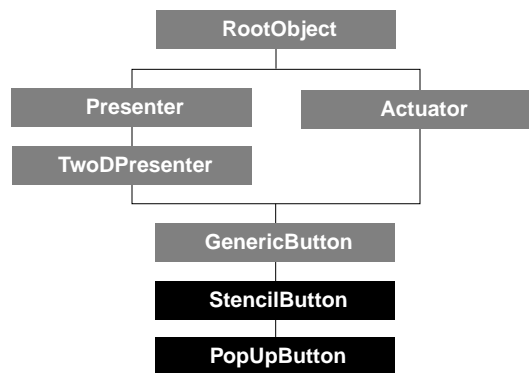 RootObject
Presenter
Actuator
TwoDPresenter
GenericButton
StencilButton
PopUpButton